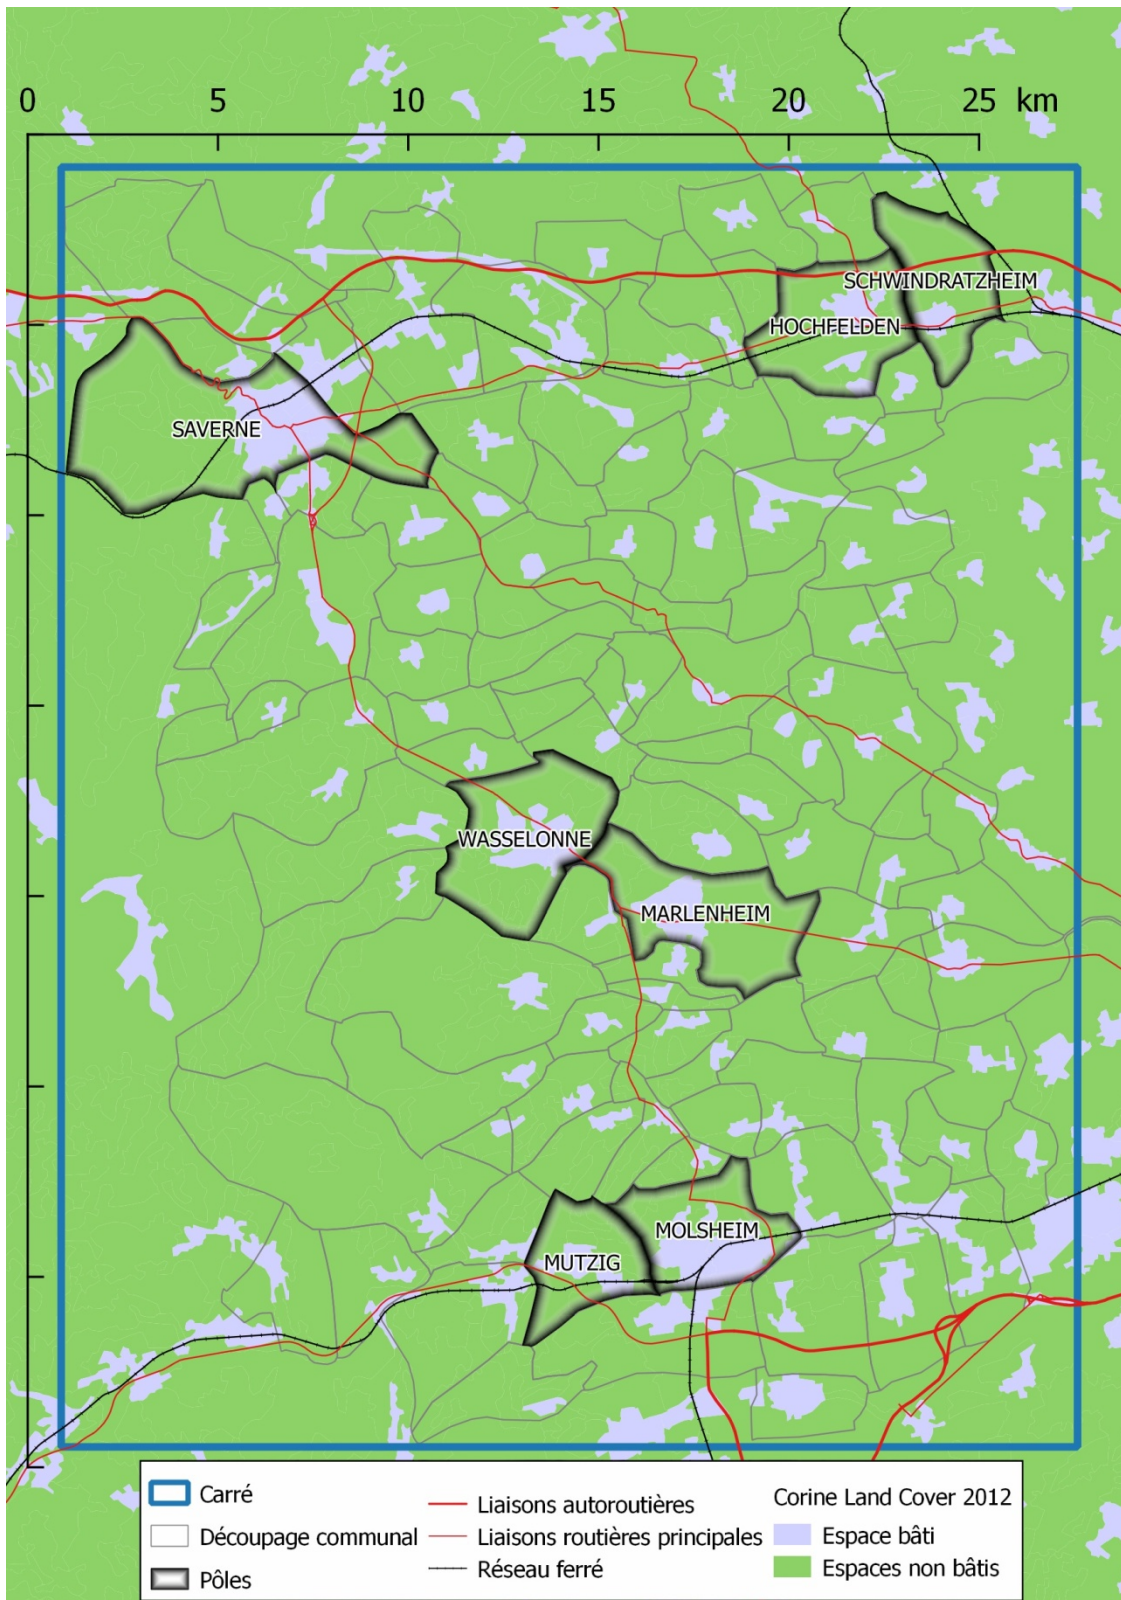 0 5 10 15 20 25 km
SCHWINDRATZHEIM
HOCHFELDEN
SAVERNE
WASSELONNE
MARLENHEIM
MOLSHEIM
MUTZIG
Carré
Découpage communal
Pôles
Liaisons autoroutières
Liaisons routières principales
Réseau ferré
Corine Land Cover 2012
Espace bâti
Espaces non bâtis